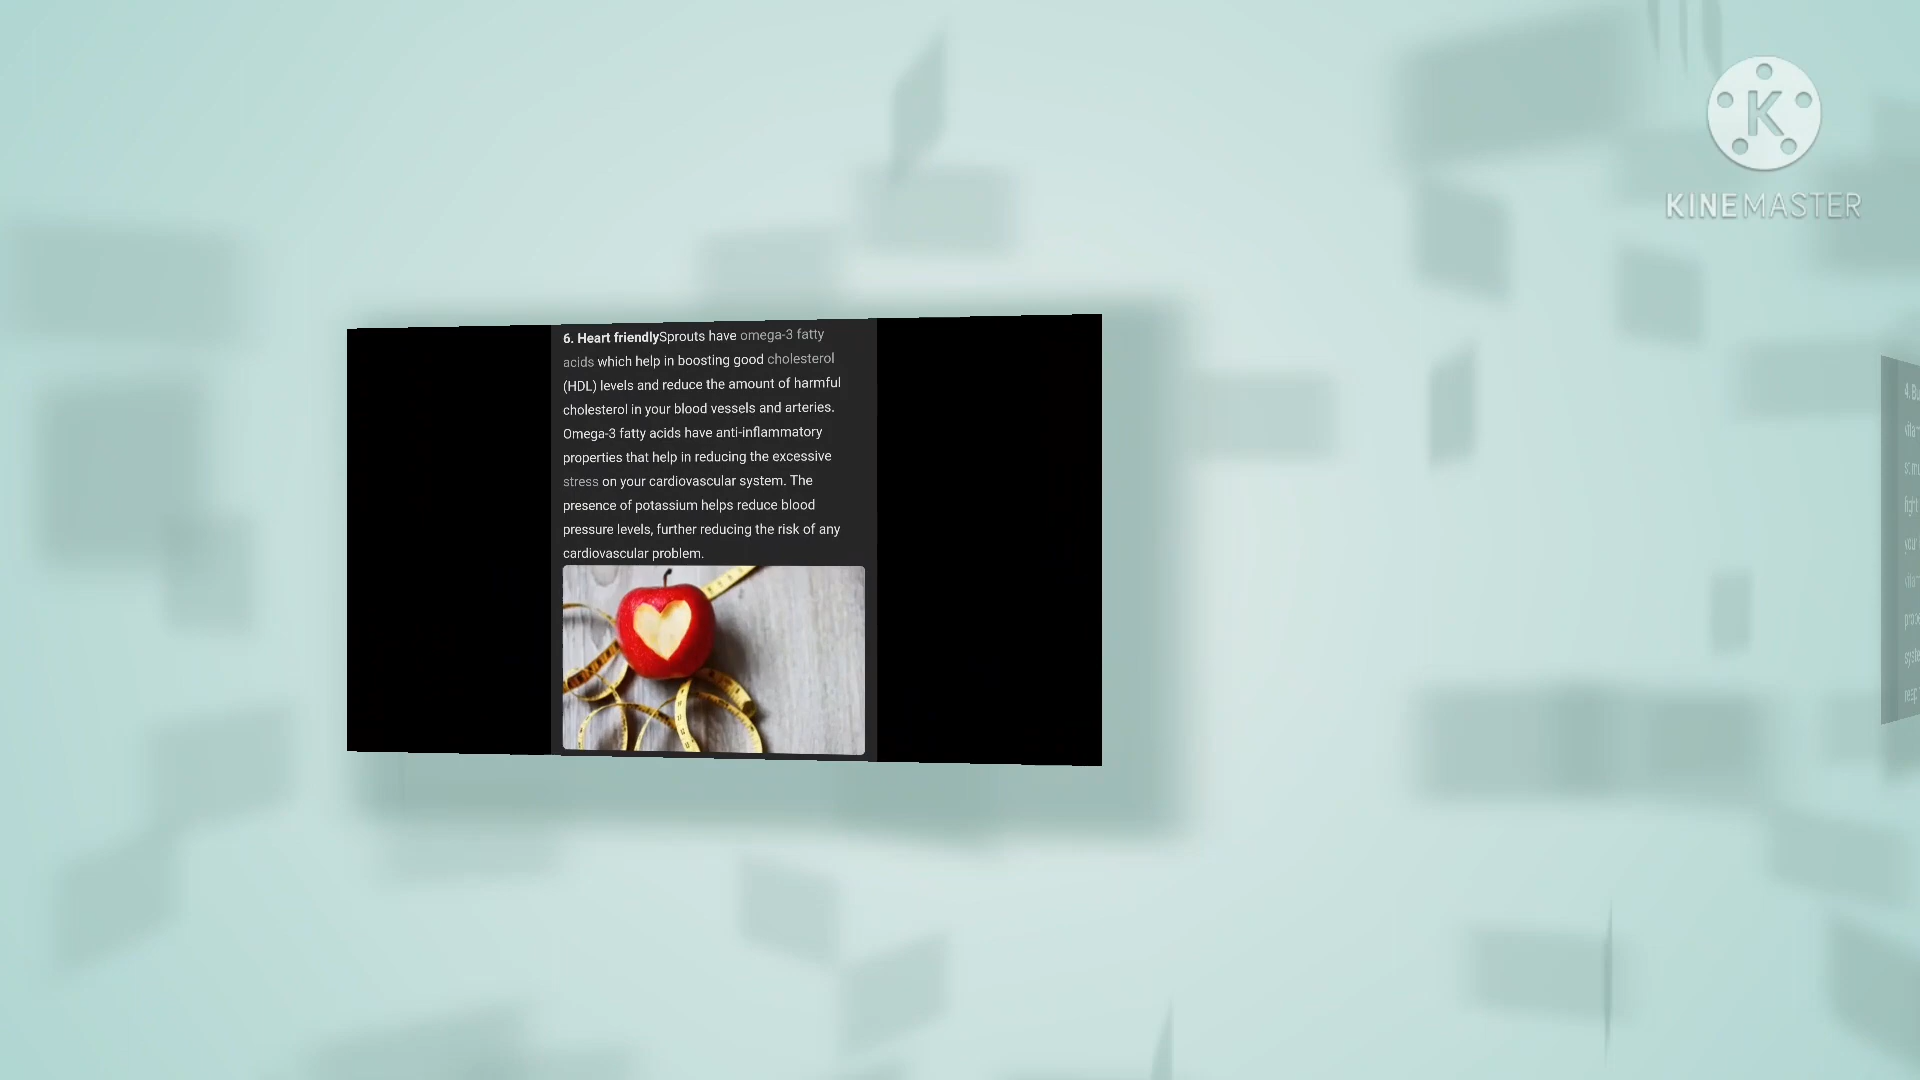 KINEMASTER
6. Heart friendlySprouts have omega-3 fatty
acids which help in boosting good cholesterol
(HDL) levels and reduce the amount of harmful
cholesterol in your blood vessels and arteries.
Omega-3 fatty acids have anti-inflammatory
properties that help in reducing the excessive
stress on your cardiovascular system. The
presence of potassium helps reduce blood
pressure levels, further reducing the risk of any
cardiovascular problem.